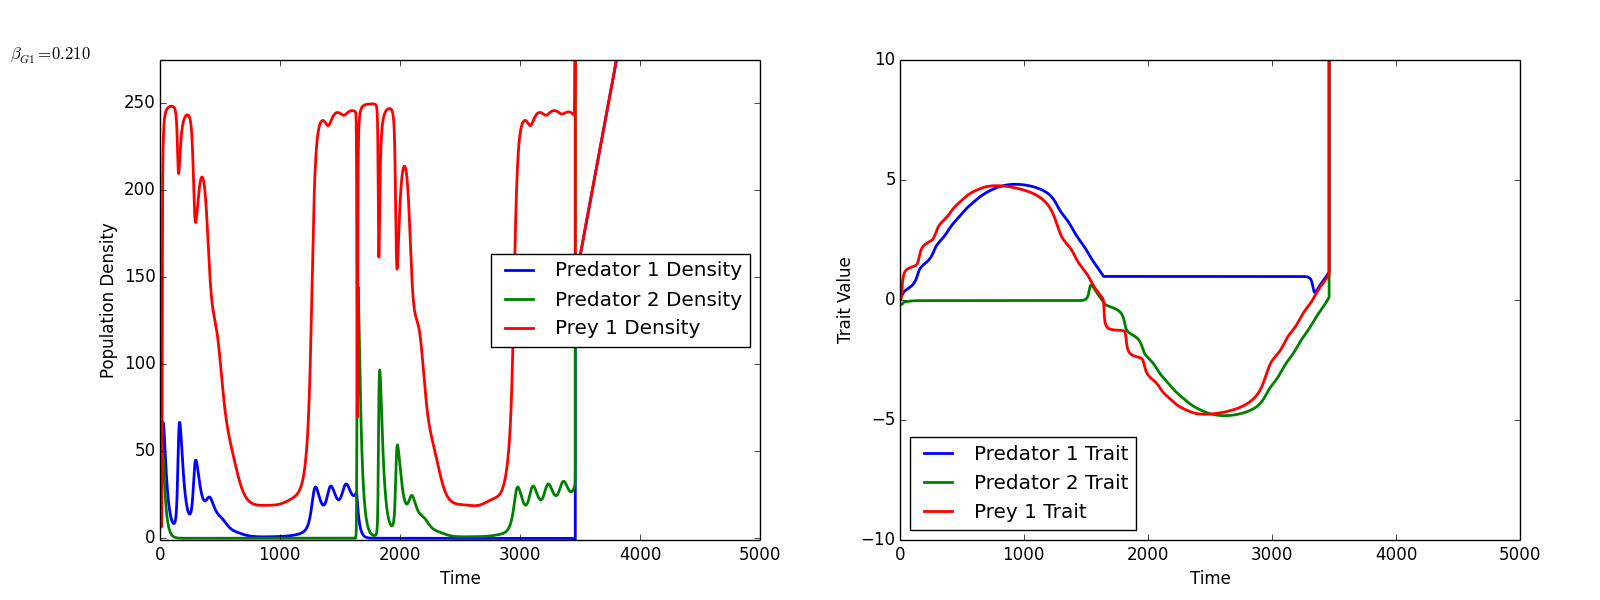 β_G1=0.210
250
200
150
100
50
0
Population Density
0 1000 2000 3000 4000 5000
Time
Predator 1 Density
Predator 2 Density
Prey 1 Density
10
5
0
−5
−10
Trait Value
0 1000 2000 3000 4000 5000
Time
Predator 1 Trait
Predator 2 Trait
Prey 1 Trait